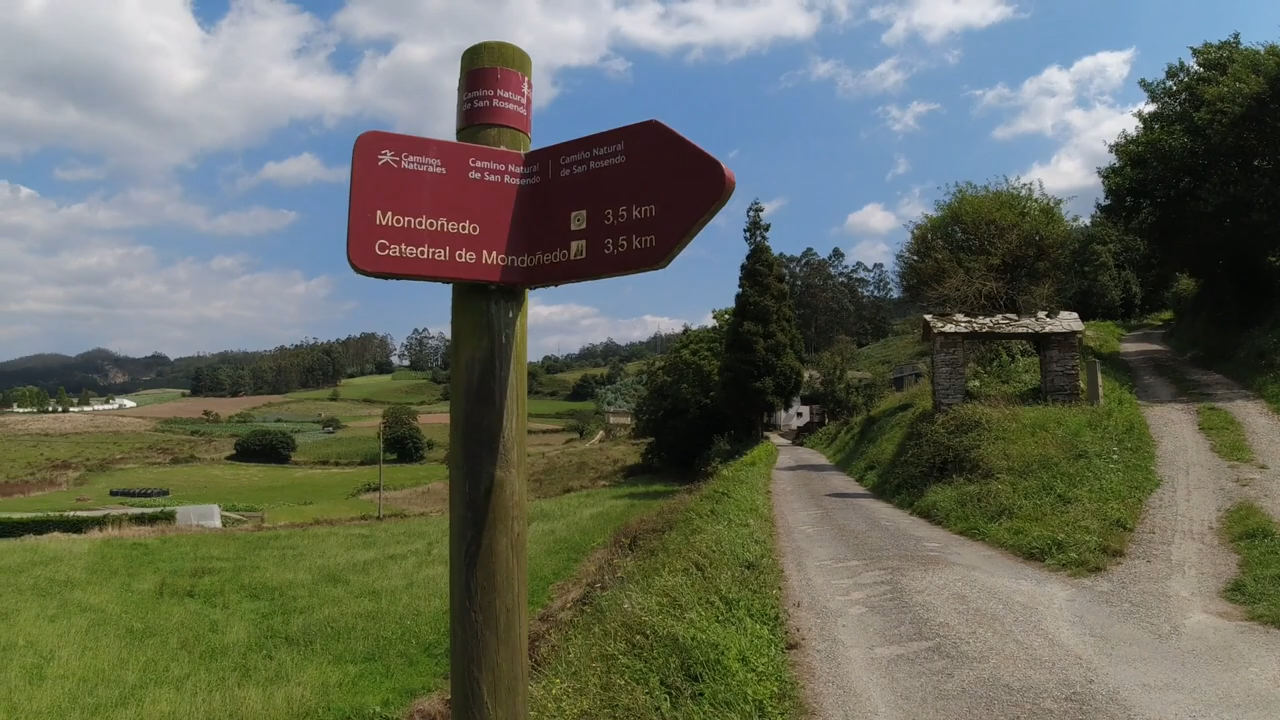 Camino Natural
de San Rosendo
Caminos
Naturales
Camino Natural
de San Rosendo
Camiño Natural
de San Rosendo
Mondoñedo 3,5 km
Catedral de Mondoñedo 3,5 km